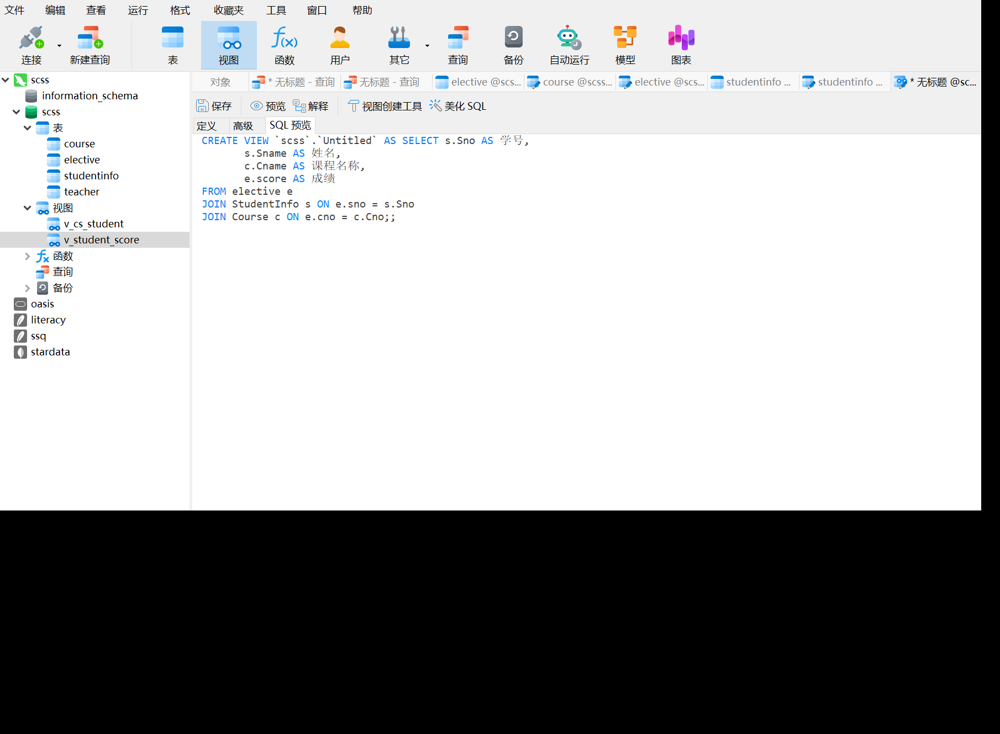 文件 编辑 查看 运行 格式 收藏夹 工具 窗口 帮助
连接 新建查询 表 视图 函数 用户 其它 查询 备份 自动运行 模型 图表
对象 * 无标题 - 查询 无标题 - 查询 elective @scs... course @scss... elective @scs... studentinfo ... studentinfo ... * 无标题 @sc...
保存 预览 解释 视图创建工具 美化 SQL
定义 高级 SQL 预览
scss
information_schema
scss
表
course
elective
studentinfo
teacher
视图
v_cs_student
v_student_score
函数
查询
备份
oasis
literacy
ssq
stardata
CREATE VIEW `scss`.`Untitled` AS SELECT s.Sno AS 学号,
s.Sname AS 姓名,
c.Cname AS 课程名称,
e.score AS 成绩
FROM elective e
JOIN StudentInfo s ON e.sno = s.Sno
JOIN Course c ON e.cno = c.Cno;;